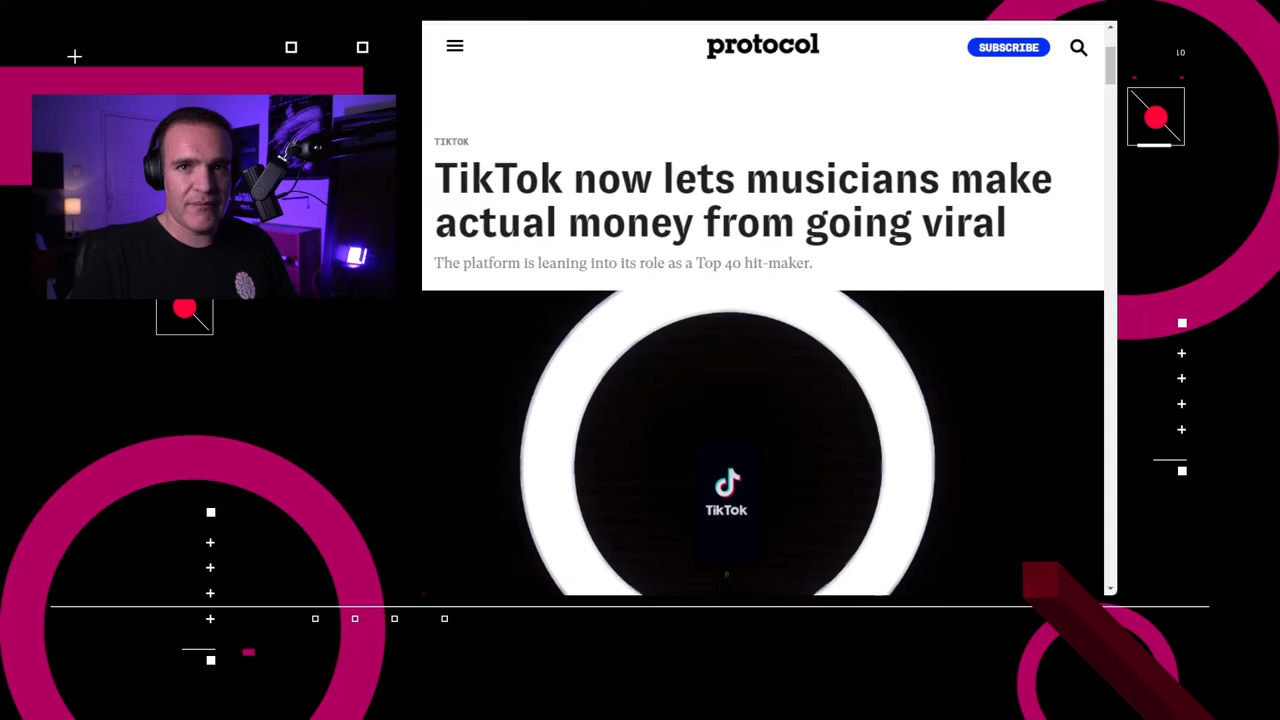 protocol
SUBSCRIBE
TIKTOK
TikTok now lets musicians make
actual money from going viral
The platform is leaning into its role as a Top 40 hit-maker.
TikTok
10